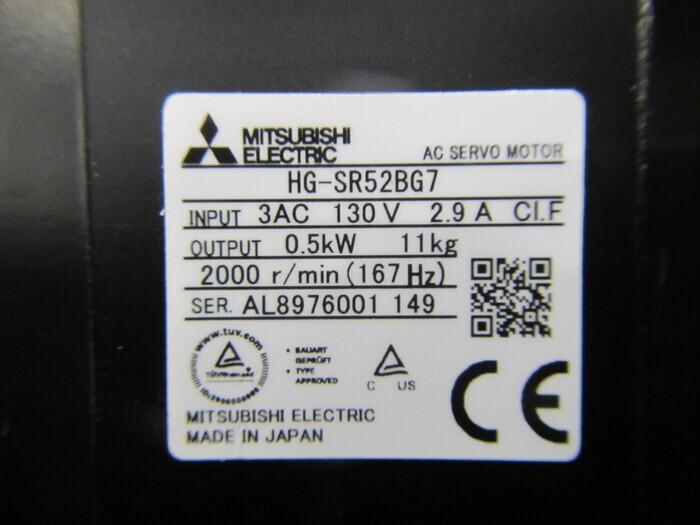 MITSUBISHI
ELECTRIC
AC SERVO MOTOR
HG-SR52BG7
INPUT 3AC 130 V 2.9 A CI.F
OUTPUT 0.5kW 11kg
2000 r/min (167 Hz)
SER. AL8976001 149
www.tuv.com
TÜVRheinland
• BAUART
GEPRÜFT
• TYPE
APPROVED
C US
CE
MITSUBISHI ELECTRIC
MADE IN JAPAN